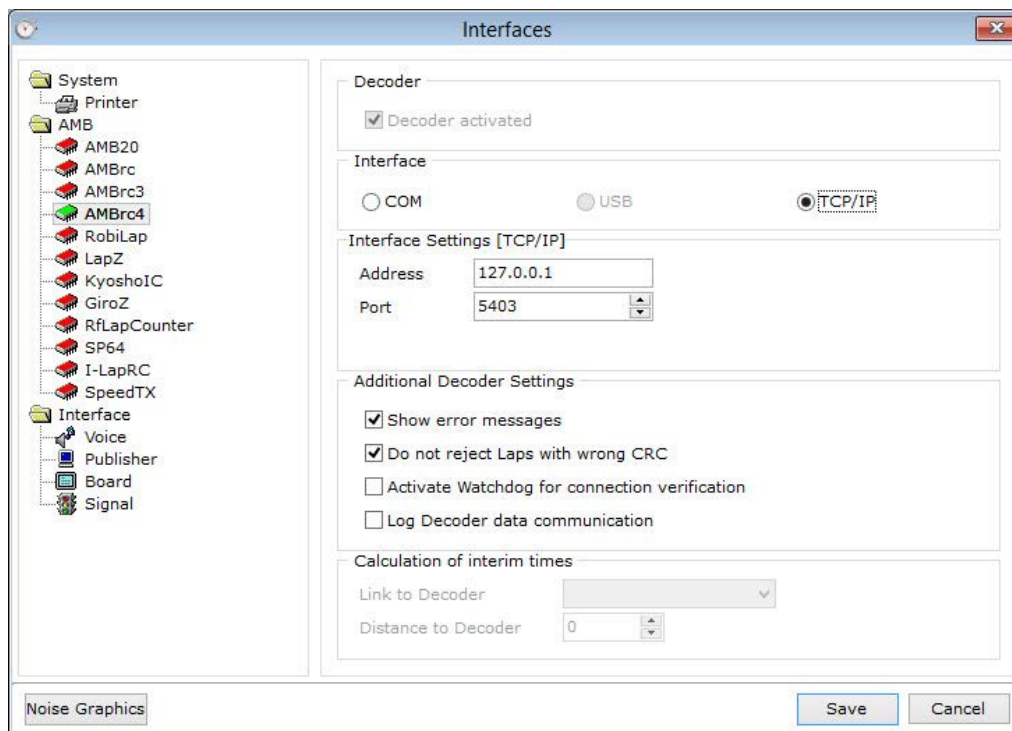 Interfaces
System
Printer
AMB
AMB20
AMBrc
AMBrc3
AMBrc4
RobiLap
LapZ
KyoshoIC
GiroZ
RfLapCounter
SP64
I-LapRC
SpeedTX
Interface
Voice
Publisher
Board
Signal
Decoder
Decoder activated
Interface
COM USB TCP/IP
Interface Settings [TCP/IP]
Address 127.0.0.1
Port 5403
Additional Decoder Settings
Show error messages
Do not reject Laps with wrong CRC
Activate Watchdog for connection verification
Log Decoder data communication
Calculation of interim times
Link to Decoder
Distance to Decoder 0
Noise Graphics Save Cancel